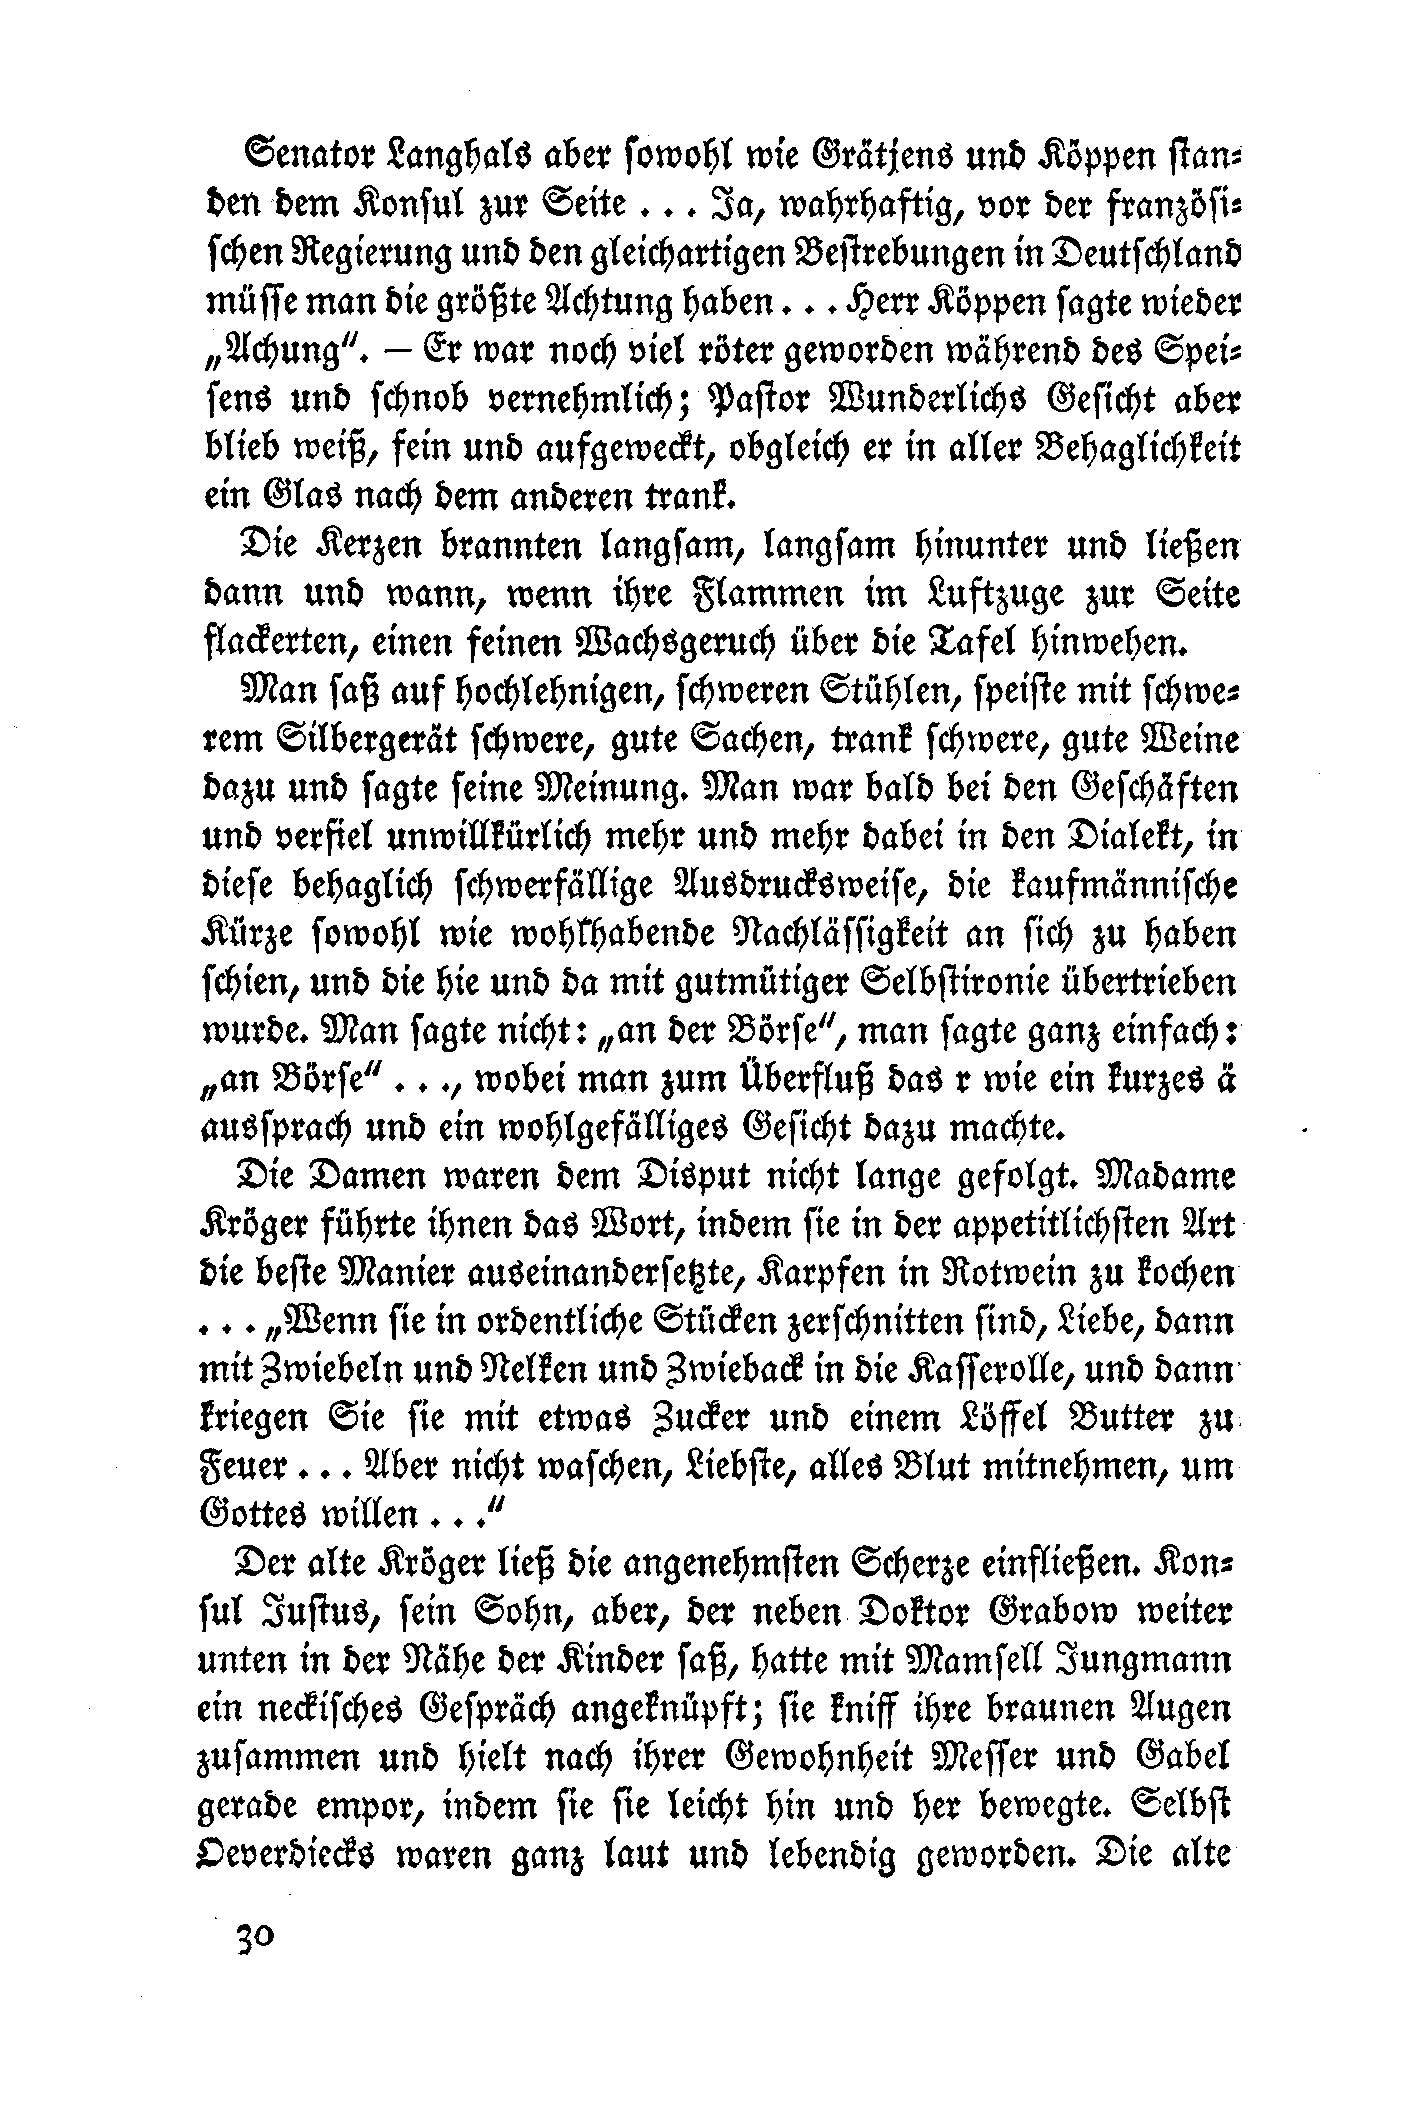 Senator Langhals aber sowohl wie Grätjens und Köppen stan-
den dem Konsul zur Seite . . . Ja, wahrhaftig, vor der französi-
schen Regierung und den gleichartigen Bestrebungen in Deutschland
müsse man die größte Achtung haben . . . Herr Köppen sagte wieder
„Achung“. — Er war noch viel röter geworden während des Spei-
sens und schnob vernehmlich; Pastor Wunderlichs Gesicht aber
blieb weiß, fein und aufgeweckt, obgleich er in aller Behaglichkeit
ein Glas nach dem anderen trank.
Die Kerzen brannten langsam, langsam hinunter und ließen
dann und wann, wenn ihre Flammen im Luftzuge zur Seite
flackerten, einen feinen Wachsgeruch über die Tafel hinwehen.
Man saß auf hochlehnigen, schweren Stühlen, speiste mit schwe-
rem Silbergerät schwere, gute Sachen, trank schwere, gute Weine
dazu und sagte seine Meinung. Man war bald bei den Geschäften
und verfiel unwillkürlich mehr und mehr dabei in den Dialekt, in
diese behaglich schwerfällige Ausdrucksweise, die kaufmännische
Kürze sowohl wie wohlhabende Nachlässigkeit an sich zu haben
schien, und die hie und da mit gutmütiger Selbstironie übertrieben
wurde. Man sagte nicht: „an der Börse“, man sagte ganz einfach:
„an Börse“ . . ., wobei man zum Überfluß das r wie ein kurzes ä
aussprach und ein wohlgefälliges Gesicht dazu machte.
Die Damen waren dem Disput nicht lange gefolgt. Madame
Kröger führte ihnen das Wort, indem sie in der appetitlichsten Art
die beste Manier auseinandersetzte, Karpfen in Rotwein zu kochen
. . . „Wenn sie in ordentliche Stücken zerschnitten sind, Liebe, dann
mit Zwiebeln und Nelken und Zwieback in die Kasserolle, und dann
kriegen Sie sie mit etwas Zucker und einem Löffel Butter zu
Feuer . . . Aber nicht waschen, Liebste, alles Blut mitnehmen, um
Gottes willen . . .“
Der alte Kröger ließ die angenehmsten Scherze einfließen. Kon-
sul Justus, sein Sohn, aber, der neben Doktor Grabow weiter
unten in der Nähe der Kinder saß, hatte mit Mamsell Jungmann
ein neckisches Gespräch angeknüpft; sie kniff ihre braunen Augen
zusammen und hielt nach ihrer Gewohnheit Messer und Gabel
gerade empor, indem sie sie leicht hin und her bewegte. Selbst
Oeverdiecks waren ganz laut und lebendig geworden. Die alte
30